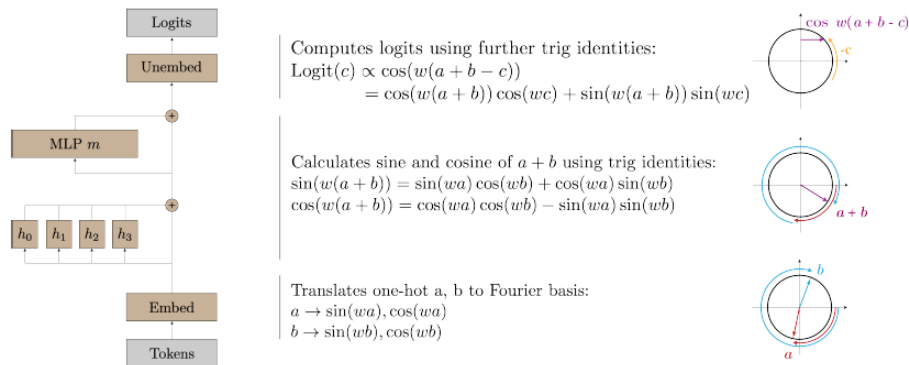 Logits
Unembed
MLP m
h₀ h₁ h₂ h₃
Embed
Tokens
Computes logits using further trig identities:
Logit(c) ∝ cos(w(a + b − c))
= cos(w(a + b)) cos(wc) + sin(w(a + b)) sin(wc)
Calculates sine and cosine of a + b using trig identities:
sin(w(a + b)) = sin(wa) cos(wb) + cos(wa) sin(wb)
cos(w(a + b)) = cos(wa) cos(wb) − sin(wa) sin(wb)
Translates one-hot a, b to Fourier basis:
a → sin(wa), cos(wa)
b → sin(wb), cos(wb)
cos w(a + b - c)
-c
a + b
b
a